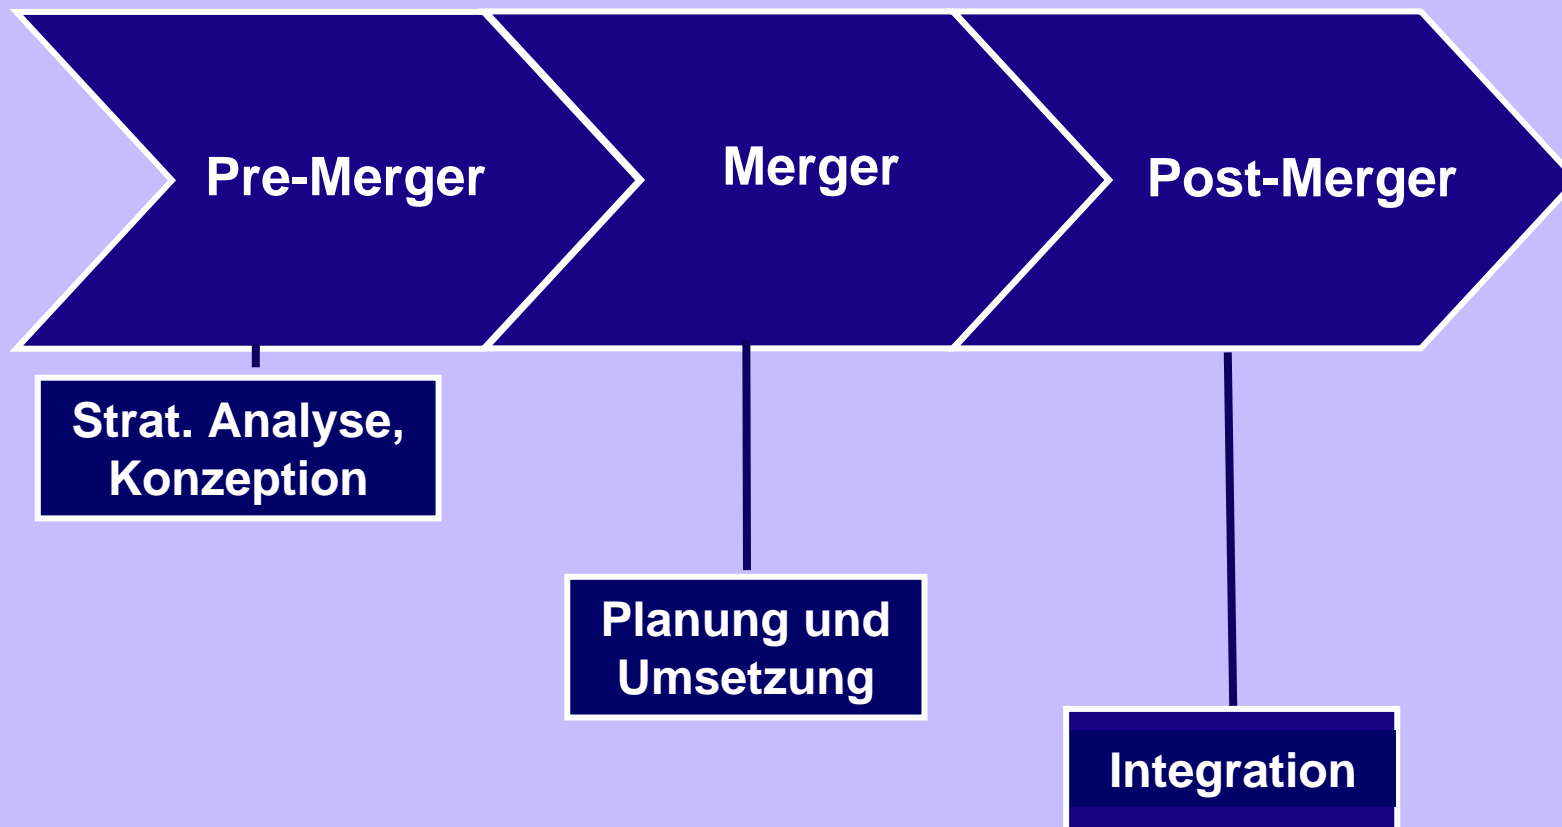 Pre-Merger
Merger
Post-Merger
Strat. Analyse,
Konzeption
Planung und
Umsetzung
Integration